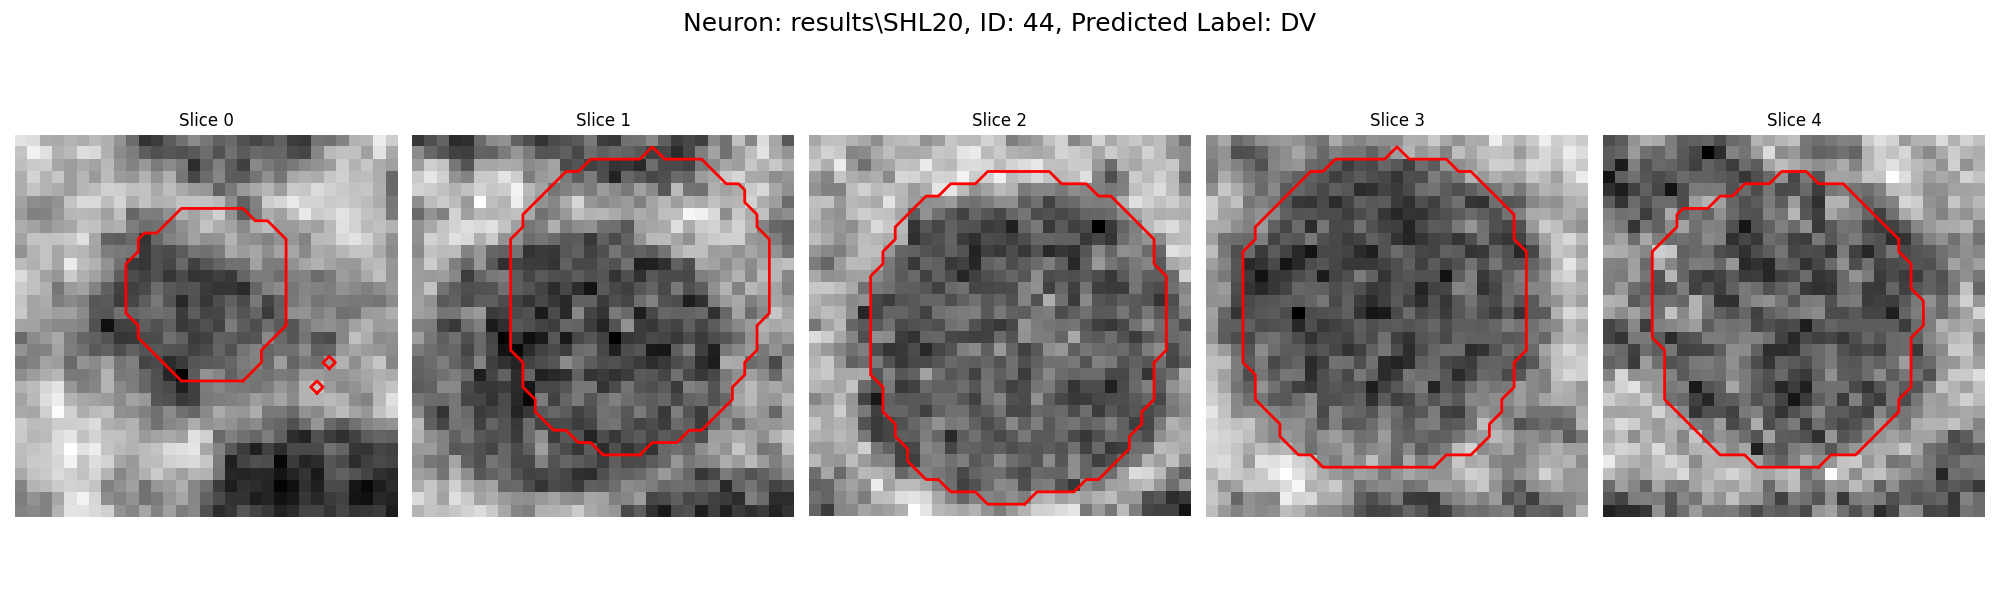 Neuron: results\SHL20, ID: 44, Predicted Label: DV
Slice 0
Slice 1
Slice 2
Slice 3
Slice 4